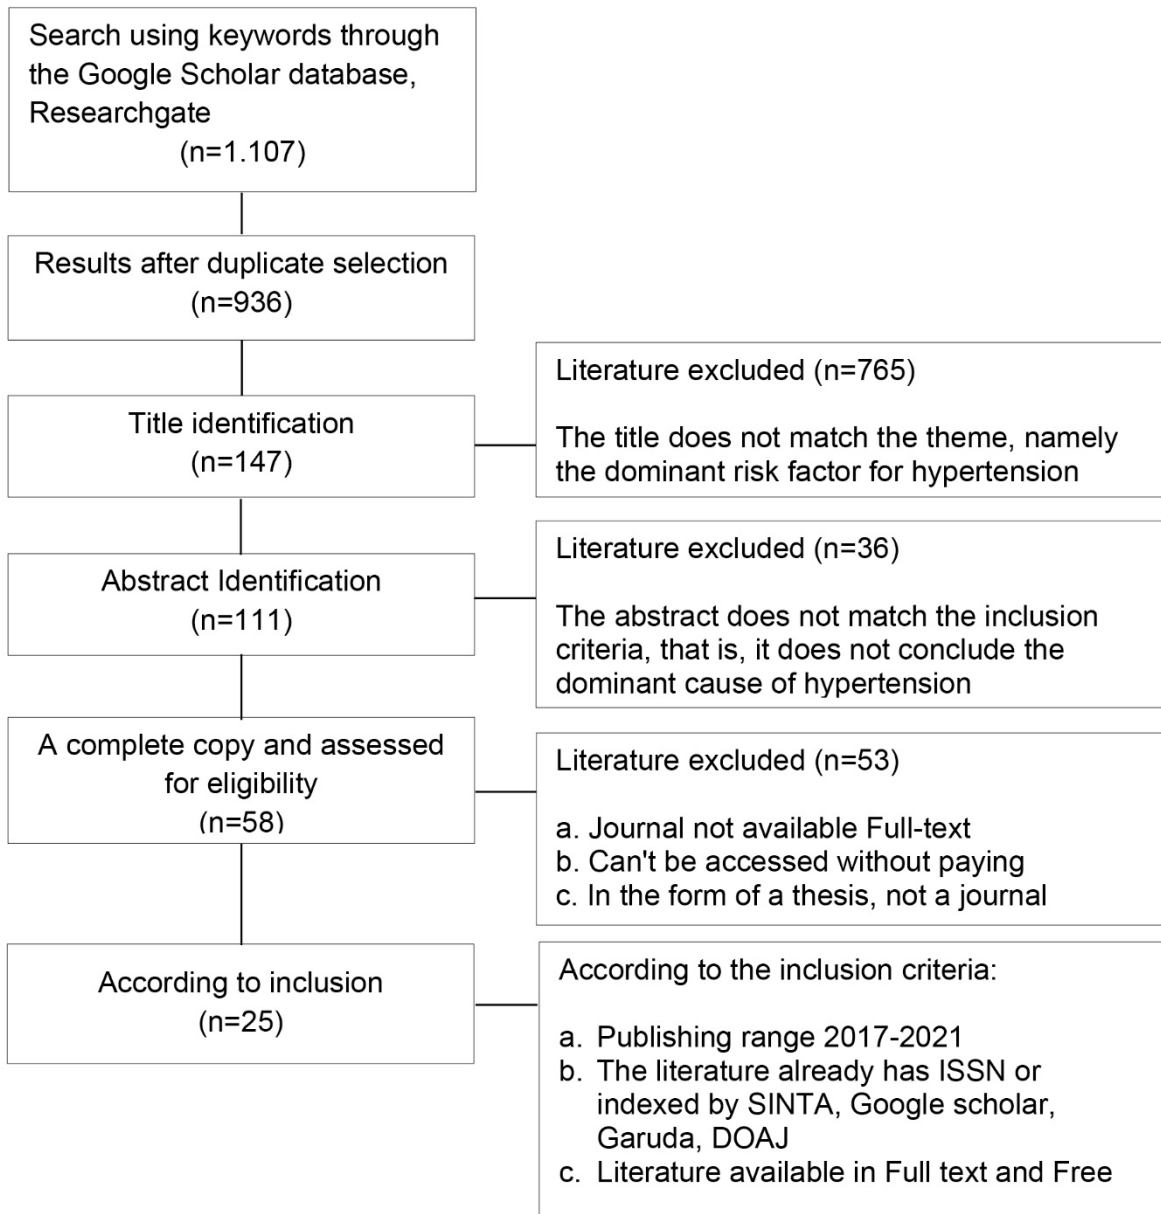 Search using keywords through
the Google Scholar database,
Researchgate
(n=1.107)
Results after duplicate selection
(n=936)
Title identification
(n=147)
Literature excluded (n=765)
The title does not match the theme, namely
the dominant risk factor for hypertension
Abstract Identification
(n=111)
Literature excluded (n=36)
The abstract does not match the inclusion
criteria, that is, it does not conclude the
dominant cause of hypertension
A complete copy and assessed
for eligibility
(n=58)
Literature excluded (n=53)
a. Journal not available Full-text
b. Can't be accessed without paying
c. In the form of a thesis, not a journal
According to inclusion
(n=25)
According to the inclusion criteria:
a. Publishing range 2017-2021
b. The literature already has ISSN or
indexed by SINTA, Google scholar,
Garuda, DOAJ
c. Literature available in Full text and Free